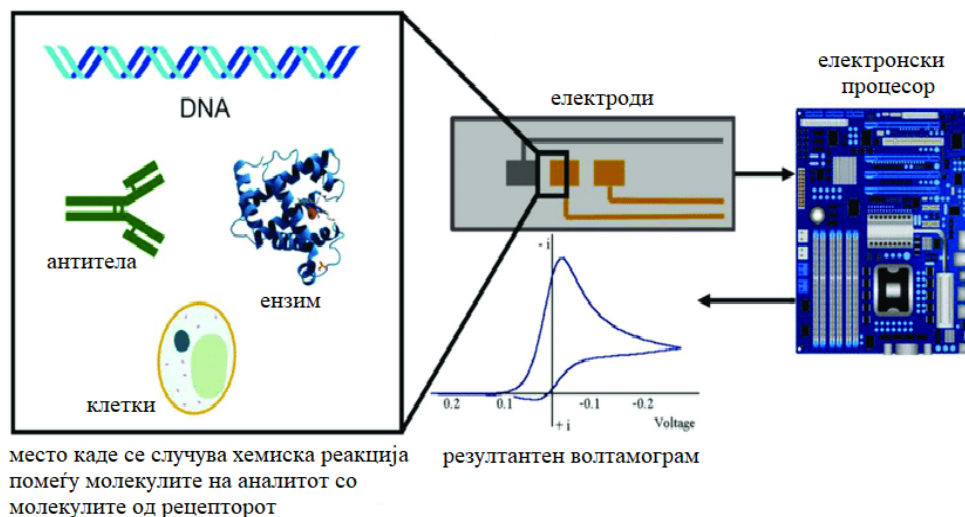 DNA
антитела
ензим
клетки
место каде се случува хемиска реакција
помеѓу молекулите на аналитот со
молекулите од рецепторот
електроди
- i
0.2 0.1 -0.1 -0.2
Voltage
+ i
резултантен волтамограм
електронски
процесор